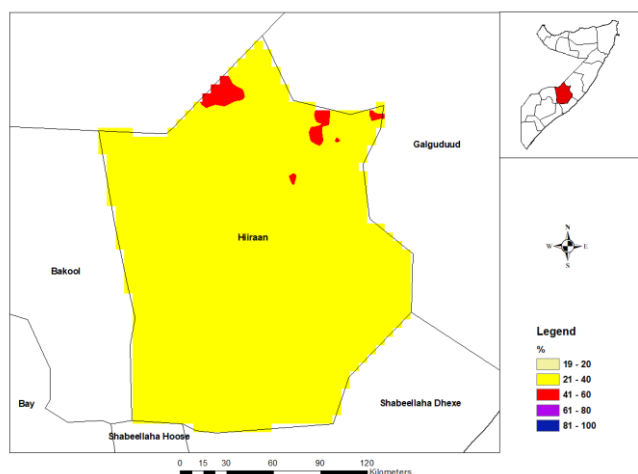 Galguduud
Hiiraan
Bakool
Bay
Shabeellaha Hoose
Shabeellaha Dhexe
N
W E
S
Legend
%
19 - 20
21 - 40
41 - 60
61 - 80
81 - 100
0 15 30 60 90 120
Kilometers